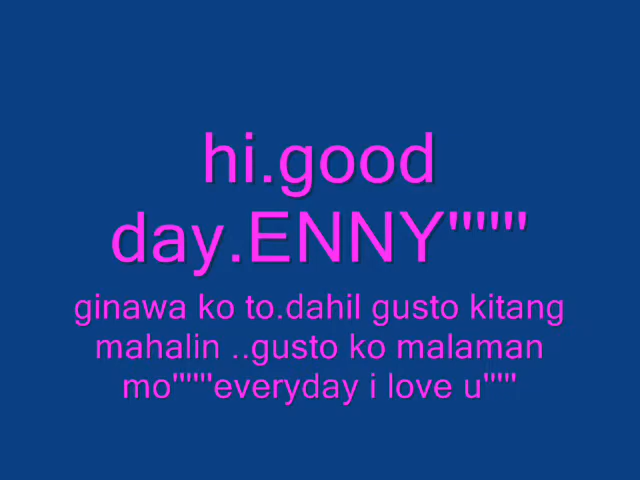 hi.good
day.ENNY""""
ginawa ko to.dahil gusto kitang
mahalin ..gusto ko malaman
mo""""everyday i love u"""'